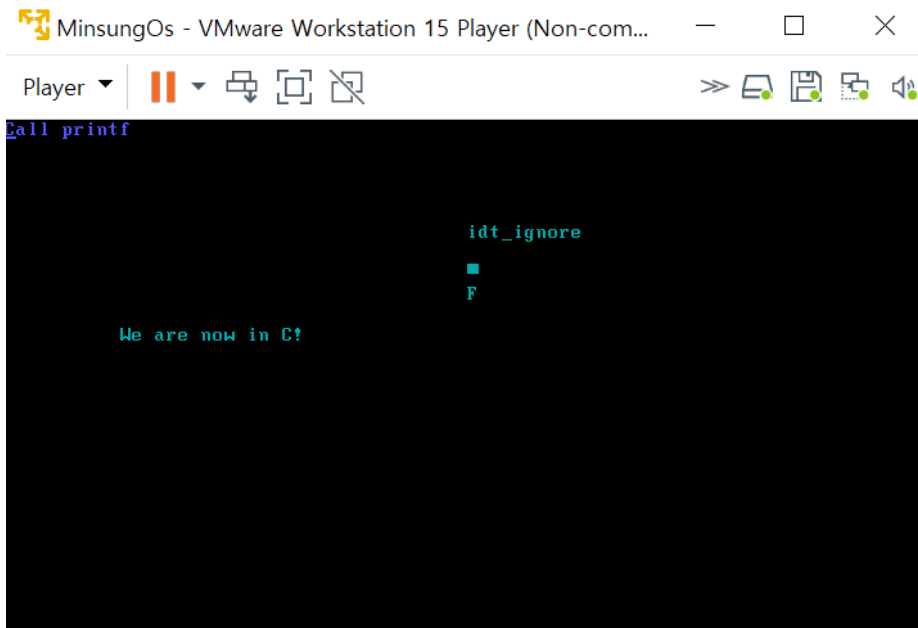 MinsungOs - VMware Workstation 15 Player (Non-com...
Player
Call printf
idt_ignore
F
We are now in C!